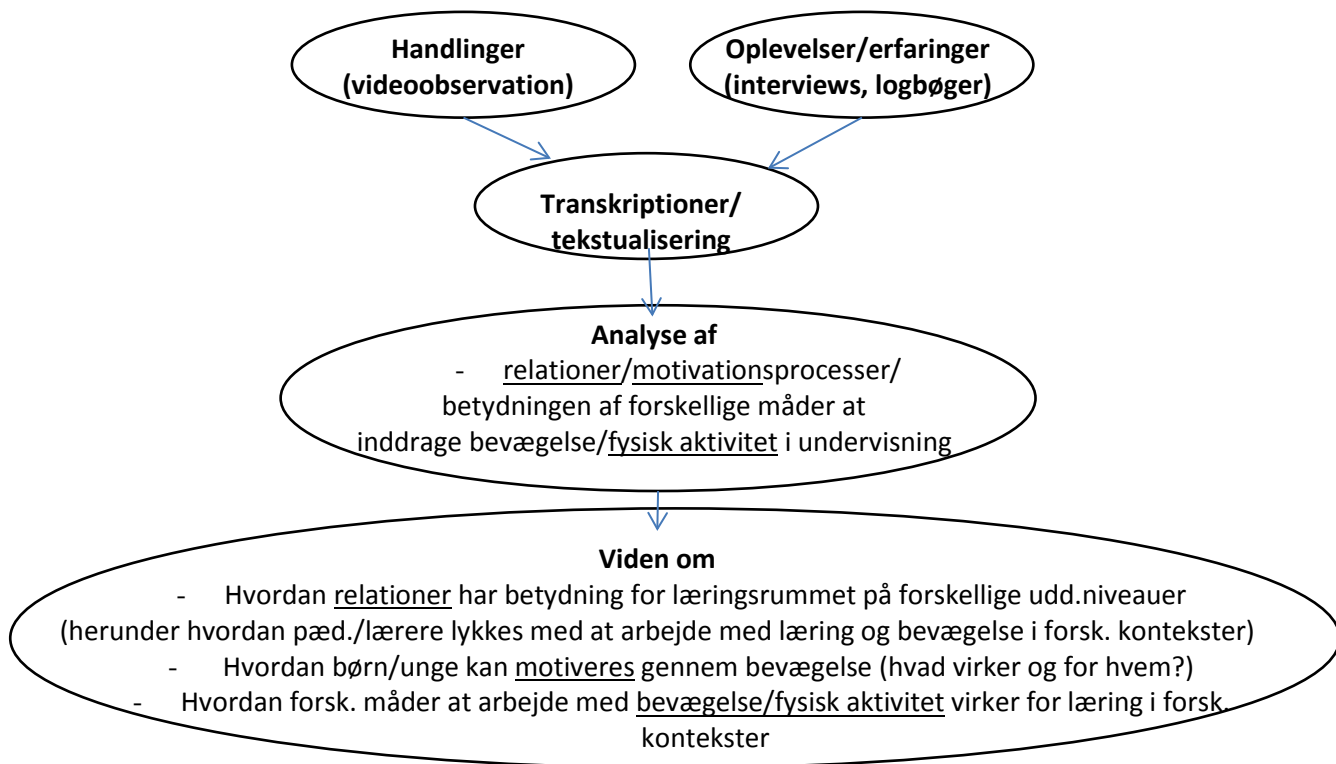 Handlinger
(videoobservation)
Oplevelser/erfaringer
(interviews, logbøger)
Transkriptioner/
tekstualisering
Analyse af
- relationer/motivationsprocesser/
betydningen af forskellige måder at
inddrage bevægelse/fysisk aktivitet i undervisning
Viden om
- Hvordan relationer har betydning for læringsrummet på forskellige udd.niveauer
(herunder hvordan pæd./lærere lykkes med at arbejde med læring og bevægelse i forsk. kontekster)
- Hvordan børn/unge kan motiveres gennem bevægelse (hvad virker og for hvem?)
- Hvordan forsk. måder at arbejde med bevægelse/fysisk aktivitet virker for læring i forsk.
kontekster